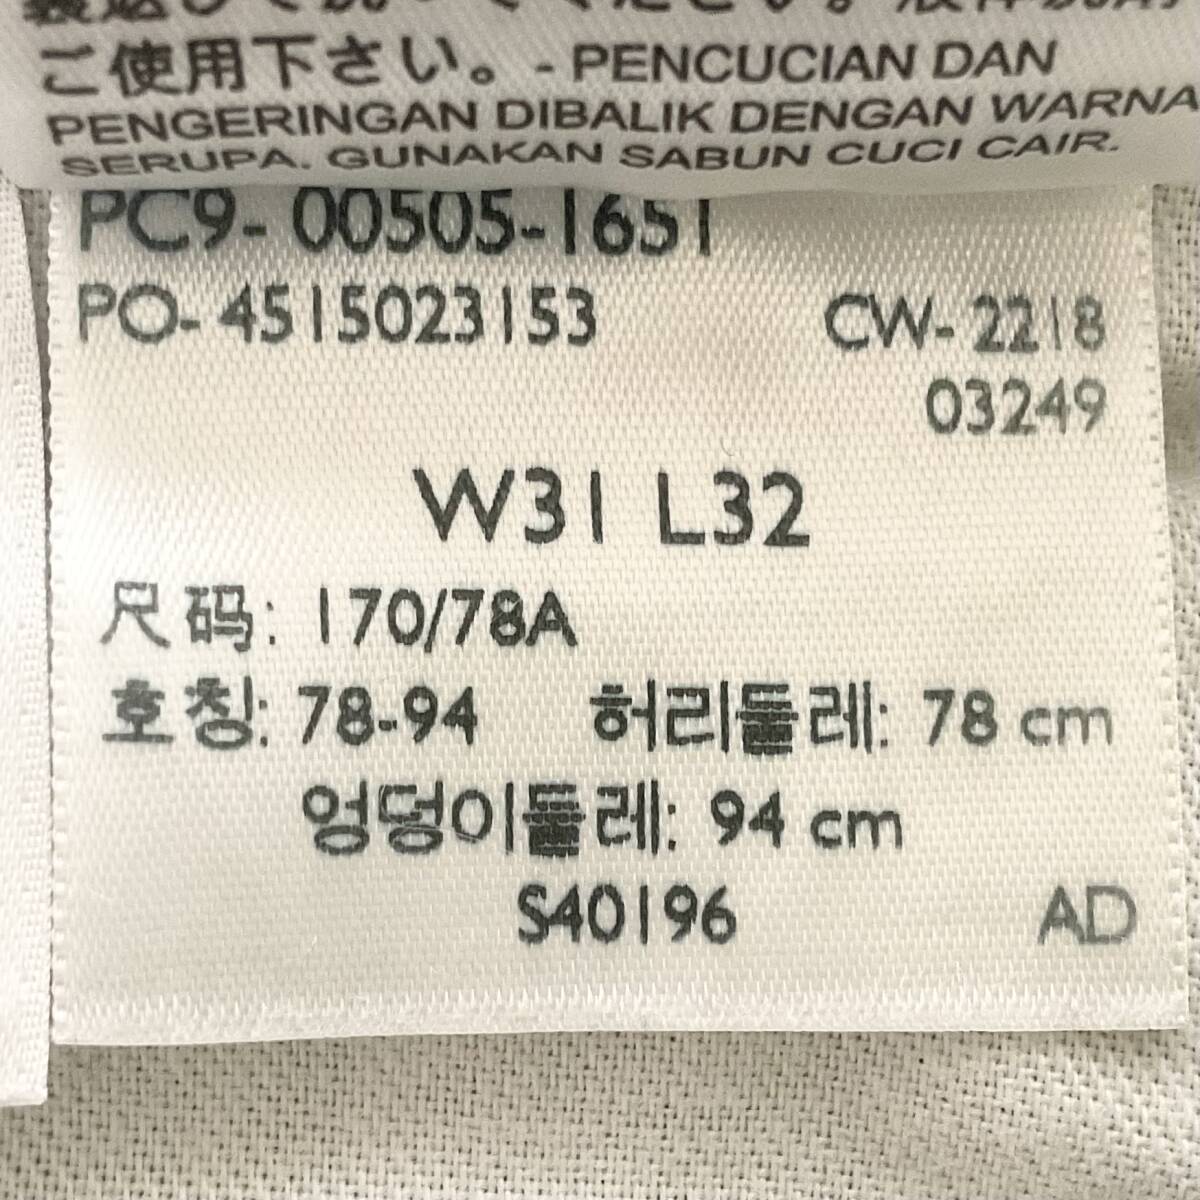 ご使用下さい。- PENCUCIAN DAN
PENGERINGAN DIBALIK DENGAN WARNA
SERUPA. GUNAKAN SABUN CUCI CAIR.
PC9-00505-1651
PO-4515023153 CW-2218
03249
W31 L32
尺码: 170/78A
호칭: 78-94 허리둘레: 78 cm
엉덩이둘레: 94 cm
S40196 AD